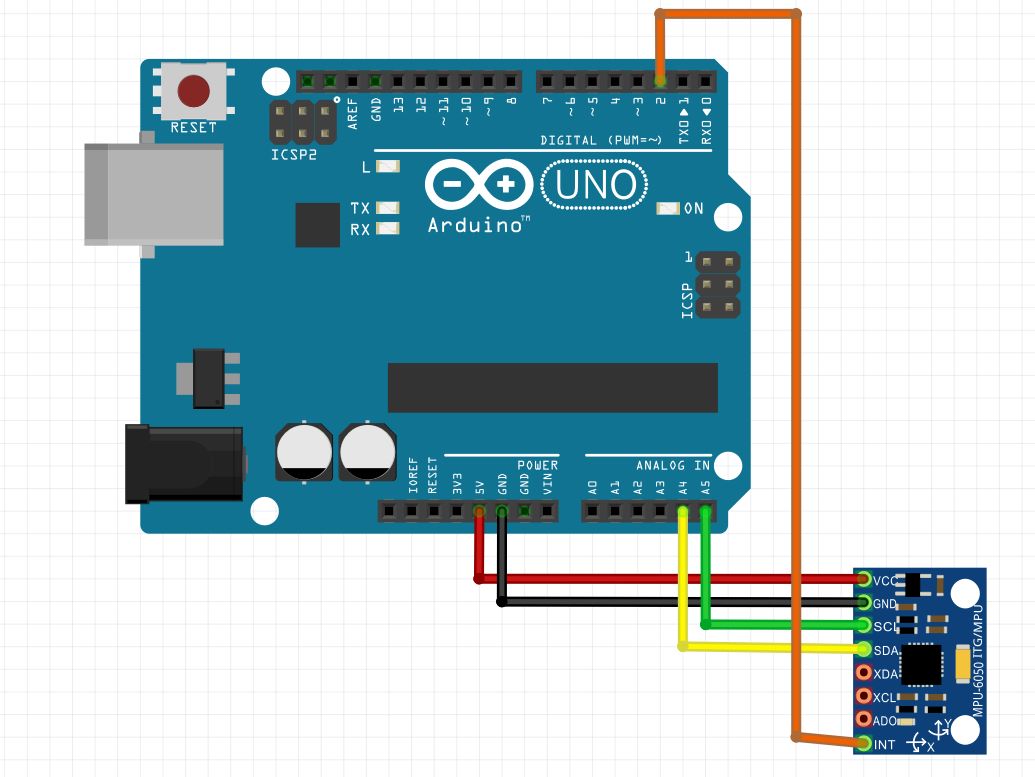 RESET
ICSP2
AREF
GND
13
12
~11
~10
~9
8
7
~6
~5
4
~3
2
TX0▶1
RX0◀0
DIGITAL (PWM=~)
L
TX
RX
UNO
Arduino™
ON
1
ICSP
POWER
ANALOG IN
IOREF
RESET
3V3
5V
GND
GND
VIN
A0
A1
A2
A3
A4
A5
VCC
GND
SCL
SDA
XDA
XCL
ADO
INT
MPU-6050 ITG/MPU
Y
X